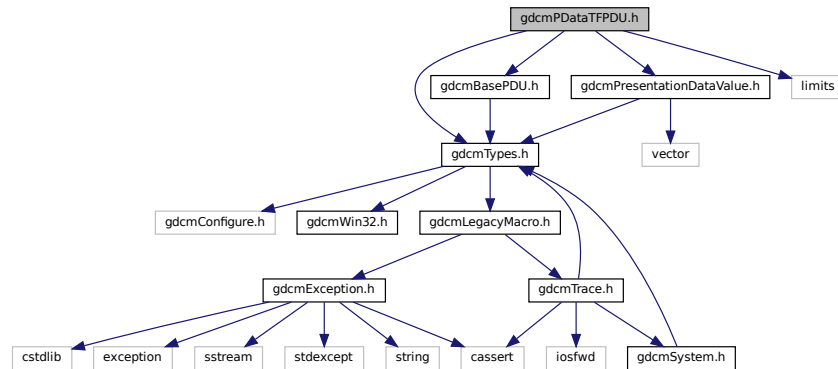 gdcmPDataTFPDU.h
gdcmBasePDU.h
gdcmPresentationDataValue.h
limits
gdcmTypes.h
vector
gdcmConfigure.h
gdcmWin32.h
gdcmLegacyMacro.h
gdcmException.h
gdcmTrace.h
cstdlib
exception
sstream
stdexcept
string
cassert
iosfwd
gdcmSystem.h